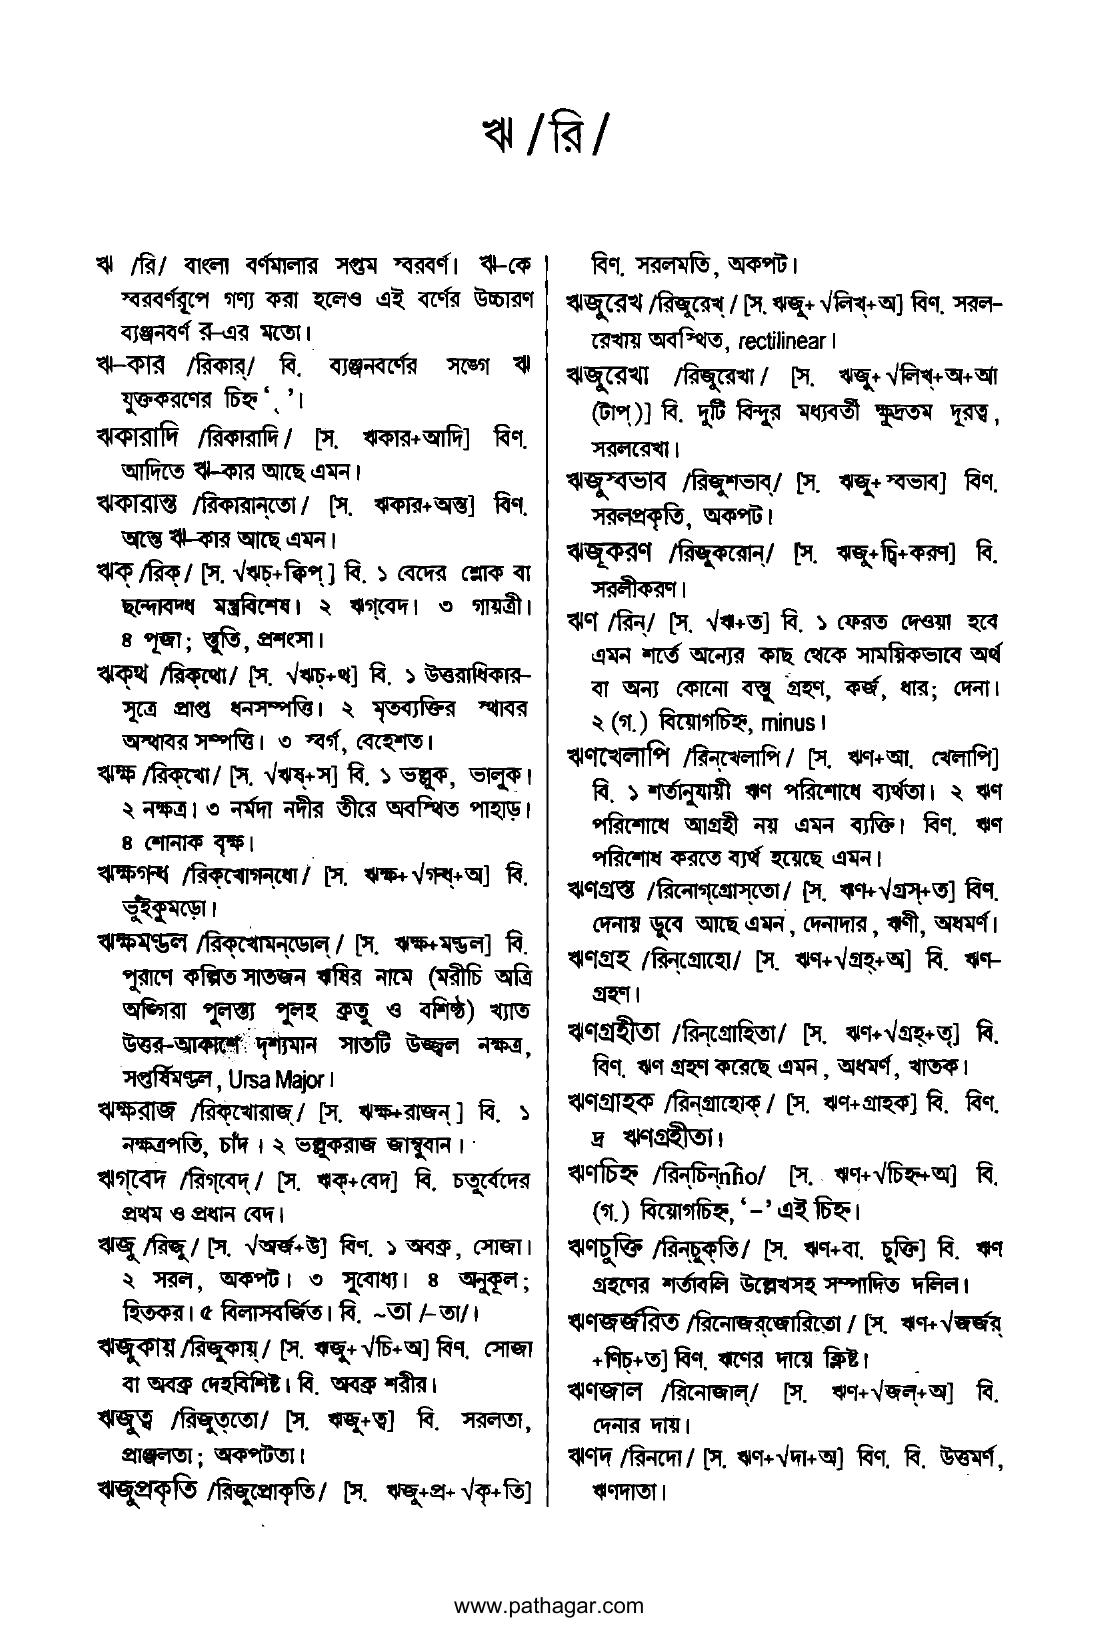 ঋ /রি/
ঋ /রি/ বাংলা বর্ণমালার সপ্তম স্বরবর্ণ। ঋ-কে
স্বরবর্ণরূপে গণ্য করা হলেও এই বর্ণের উচ্চারণ
ব্যঞ্জনবর্ণ র-এর মতো।
ঋ-কার /রিকার্/ বি. ব্যঞ্জনবর্ণের সঙ্গে ঋ
যুক্তকরণের চিহ্ন ‘ৃ’।
ঋকারাদি /রিকারাদি/ [স. ঋকার+আদি] বিণ.
আদিতে ঋ-কার আছে এমন।
ঋকারান্ত /রিকারান্‌তো/ [স. ঋকার+অন্ত] বিণ.
অন্তে ঋ-কার আছে এমন।
ঋক্ /রিক্/ [স. √ঋচ্+ক্বিপ্] বি. ১ বেদের শ্লোক বা
ছন্দোবদ্ধ মন্ত্রবিশেষ। ২ ঋগ্‌বেদ। ৩ গায়ত্রী।
৪ পূজা; স্তুতি, প্রশংসা।
ঋক্‌থ /রিক্‌থো/ [স. √ঋচ্+থ] বি. ১ উত্তরাধিকার-
সূত্রে প্রাপ্ত ধনসম্পত্তি। ২ মৃতব্যক্তির স্থাবর
অস্থাবর সম্পত্তি। ৩ স্বর্গ, বেহেশত।
ঋক্ষ /রিক্‌খো/ [স. √ঋষ্+স] বি. ১ ভল্লুক, ভালুক।
২ নক্ষত্র। ৩ নর্মদা নদীর তীরে অবস্থিত পাহাড়।
৪ শোনাক বৃক্ষ।
ঋক্ষগন্ধ /রিক্‌খোগন্‌ধো/ [স. ঋক্ষ+√গন্ধ্+অ] বি.
ভুঁইকুমড়ো।
ঋক্ষমণ্ডল /রিক্‌খোমন্‌ডোল্/ [স. ঋক্ষ+মণ্ডল] বি.
পুরাণে কল্পিত সাতজন ঋষির নামে (মরীচি অত্রি
অঙ্গিরা পুলস্ত্য পুলহ ক্রতু ও বশিষ্ঠ) খ্যাত
উত্তর-আকাশে দৃশ্যমান সাতটি উজ্জ্বল নক্ষত্র,
সপ্তর্ষিমণ্ডল, Ursa Major।
ঋক্ষরাজ /রিক্‌খোরাজ্/ [স. ঋক্ষ+রাজন্] বি. ১
নক্ষত্রপতি, চাঁদ। ২ ভল্লুকরাজ জাম্বুবান।
ঋগ্‌বেদ /রিগ্‌বেদ্/ [স. ঋক্+বেদ] বি. চতুর্বেদের
প্রথম ও প্রধান বেদ।
ঋজু /রিজু/ [স. √অর্জ+উ] বিণ. ১ অবক্র, সোজা।
২ সরল, অকপট। ৩ সুবোধ্য। ৪ অনুকূল;
হিতকর। ৫ বিলাসবর্জিত। বি. ~তা /-তা/।
ঋজুকায় /রিজুকায়্/ [স. ঋজু+√চি+অ] বিণ. সোজা
বা অবক্র দেহবিশিষ্ট। বি. অবক্র শরীর।
ঋজুত্ব /রিজুত্‌তো/ [স. ঋজু+ত্ব] বি. সরলতা,
প্রাঞ্জলতা; অকপটতা।
ঋজুপ্রকৃতি /রিজুপ্রোকৃতি/ [স. ঋজু+প্র+√কৃ+তি]
বিণ. সরলমতি, অকপট।
ঋজুরেখ /রিজুরেখ্/ [স. ঋজু+√লিখ্+অ] বিণ. সরল-
রেখায় অবস্থিত, rectilinear।
ঋজুরেখা /রিজুরেখা/ [স. ঋজু+√লিখ্+অ+আ
(টাপ্)] বি. দুটি বিন্দুর মধ্যবর্তী ক্ষুদ্রতম দূরত্ব,
সরলরেখা।
ঋজুস্বভাব /রিজুশভাব্/ [স. ঋজু+স্বভাব] বিণ.
সরলপ্রকৃতি, অকপট।
ঋজূকরণ /রিজুকরোন্/ [স. ঋজু+চ্বি+করণ] বি.
সরলীকরণ।
ঋণ /রিন্/ [স. √ঋ+ত] বি. ১ ফেরত দেওয়া হবে
এমন শর্তে অন্যের কাছ থেকে সাময়িকভাবে অর্থ
বা অন্য কোনো বস্তু গ্রহণ, কর্জ, ধার; দেনা।
২ (গ.) বিয়োগচিহ্ন, minus।
ঋণখেলাপি /রিন্‌খেলাপি/ [স. ঋণ+আ. খেলাপি]
বি. ১ শর্তানুযায়ী ঋণ পরিশোধে ব্যর্থতা। ২ ঋণ
পরিশোধে আগ্রহী নয় এমন ব্যক্তি। বিণ. ঋণ
পরিশোধ করতে ব্যর্থ হয়েছে এমন।
ঋণগ্রস্ত /রিনোগ্‌গ্রোস্‌তো/ [স. ঋণ+√গ্রস্+ত] বিণ.
দেনায় ডুবে আছে এমন, দেনাদার, ঋণী, অধমর্ণ।
ঋণগ্রহ /রিন্‌গ্রোহো/ [স. ঋণ+√গ্রহ্+অ] বি. ঋণ-
গ্রহণ।
ঋণগ্রহীতা /রিন্‌গ্রোহিতা/ [স. ঋণ+√গ্রহ্+তৃ] বি.
বিণ. ঋণ গ্রহণ করেছে এমন, অধমর্ণ, খাতক।
ঋণগ্রাহক /রিন্‌গ্রাহোক্/ [স. ঋণ+গ্রাহক] বি. বিণ.
দ্র ঋণগ্রহীতা।
ঋণচিহ্ন /রিন্‌চিন্‌nho/ [স. ঋণ+√চিহ্ন+অ] বি.
(গ.) বিয়োগচিহ্ন, ‘-’ এই চিহ্ন।
ঋণচুক্তি /রিন্‌চুক্‌তি/ [স. ঋণ+বা. চুক্তি] বি. ঋণ
গ্রহণের শর্তাবলি উল্লেখসহ সম্পাদিত দলিল।
ঋণজর্জরিত /রিনোজর্‌জোরিতো/ [স. ঋণ+√জর্জর্
+ণিচ্+ত] বিণ. ঋণের দায়ে ক্লিষ্ট।
ঋণজাল /রিনোজাল্/ [স. ঋণ+√জল্+অ] বি.
দেনার দায়।
ঋণদ /রিনদো/ [স. ঋণ+√দা+অ] বিণ. বি. উত্তমর্ণ,
ঋণদাতা।
www.pathagar.com